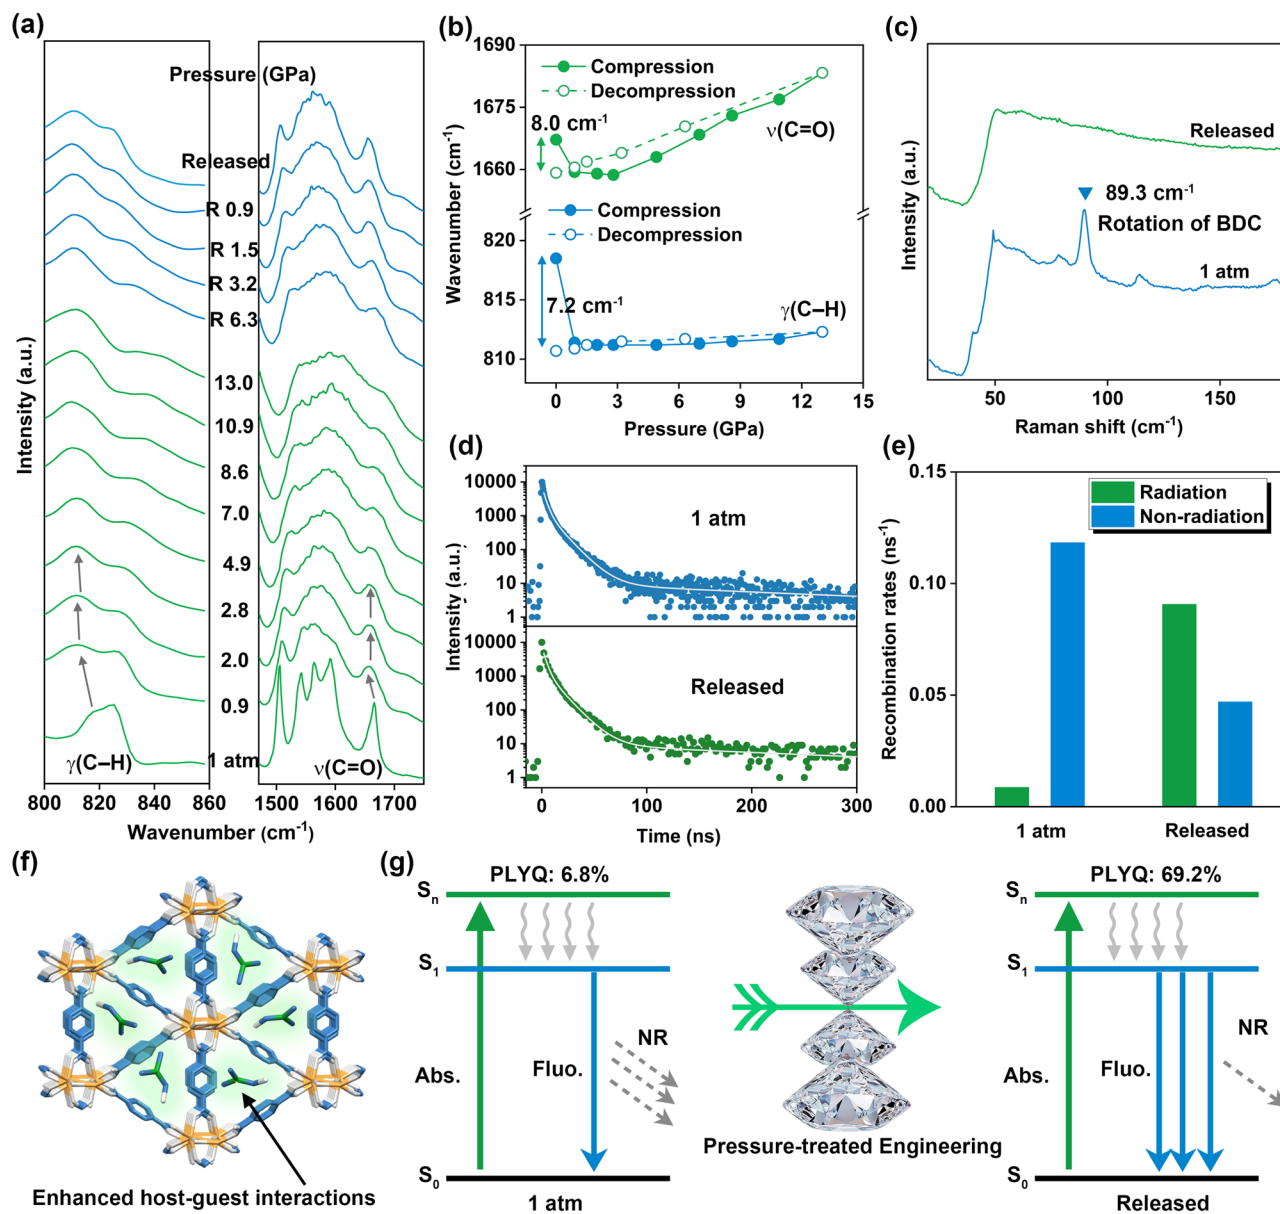 (a)
Pressure (GPa)
Released
R 0.9
R 1.5
R 3.2
R 6.3
13.0
10.9
8.6
7.0
4.9
2.8
2.0
0.9
1 atm
γ(C–H)
ν(C=O)
Intensity (a.u.)
800 820 840 860
1500 1600 1700
Wavenumber (cm-1)
(b)
1690
1675
1660
820
815
810
Wavenumber (cm-1)
Compression
Decompression
8.0 cm-1
ν(C=O)
Compression
Decompression
7.2 cm-1
γ(C–H)
0 3 6 9 12 15
Pressure (GPa)
(c)
Intensity (a.u.)
Released
89.3 cm-1
Rotation of BDC
1 atm
50 100 150
Raman shift (cm-1)
(d)
Intensity (a.u.)
10000
1000
100
10
1
1 atm
10000
1000
100
10
1
Released
0 100 200 300
Time (ns)
(e)
Recombination rates (ns-1)
0.15
0.10
0.05
0.00
Radiation
Non-radiation
1 atm Released
(f)
Enhanced host-guest interactions
(g)
PLYQ: 6.8%
Sn
S1
Abs.
Fluo.
NR
S0
1 atm
Pressure-treated Engineering
PLYQ: 69.2%
Sn
S1
Abs.
Fluo.
NR
S0
Released